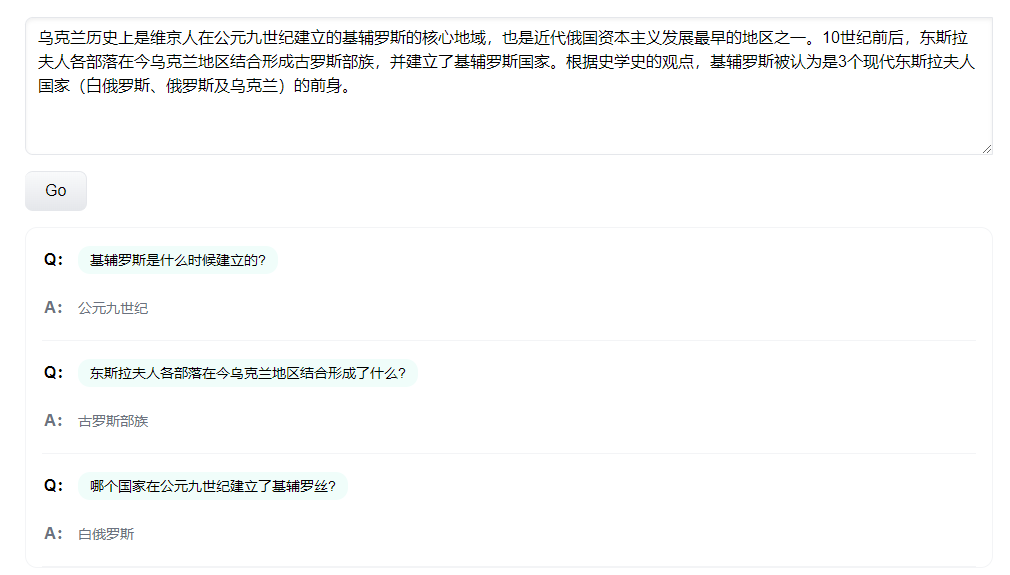 乌克兰历史上是维京人在公元九世纪建立的基辅罗斯的核心地域，也是近代俄国资本主义发展最早的地区之一。10世纪前后，东斯拉
夫人各部落在今乌克兰地区结合形成古罗斯部族，并建立了基辅罗斯国家。根据史学史的观点，基辅罗斯被认为是3个现代东斯拉夫人
国家（白俄罗斯、俄罗斯及乌克兰）的前身。
Go
Q: 基辅罗斯是什么时候建立的?
A: 公元九世纪
Q: 东斯拉夫人各部落在今乌克兰地区结合形成了什么?
A: 古罗斯部族
Q: 哪个国家在公元九世纪建立了基辅罗丝?
A: 白俄罗斯